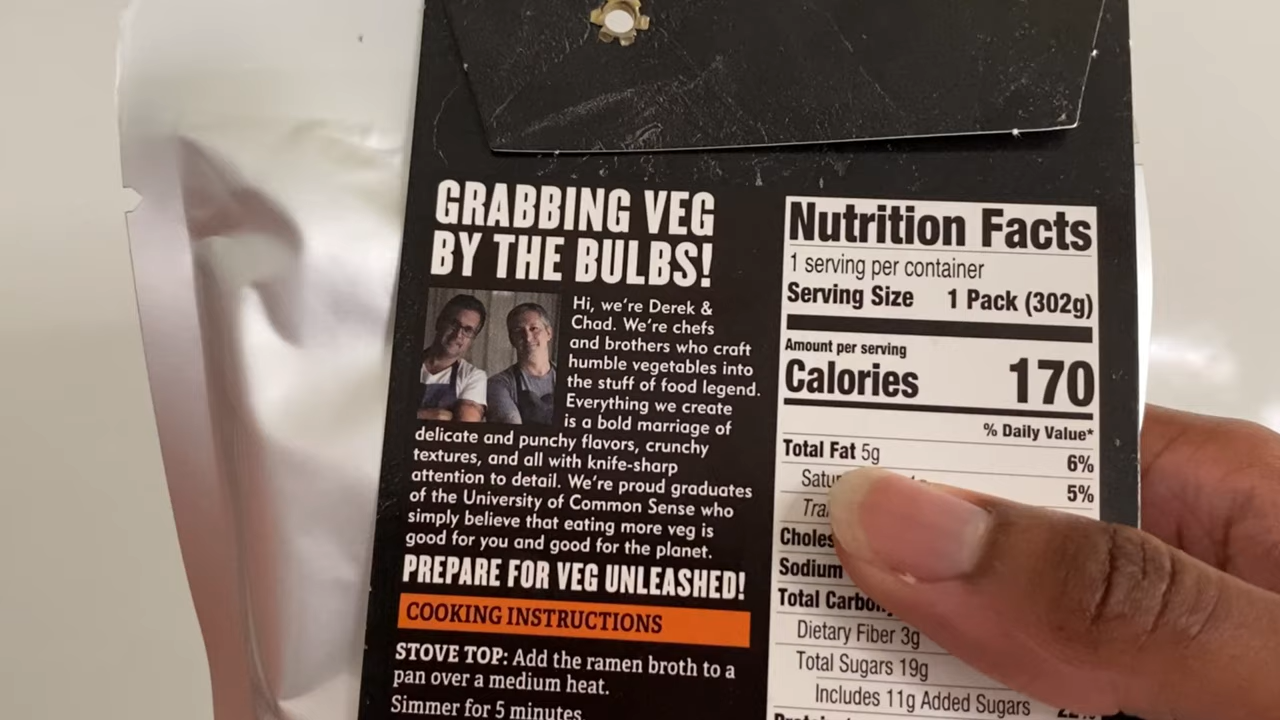 GRABBING VEG
BY THE BULBS!
Hi, we're Derek &
Chad. We're chefs
and brothers who craft
humble vegetables into
the stuff of food legend.
Everything we create
is a bold marriage of
delicate and punchy flavors, crunchy
textures, and all with knife-sharp
attention to detail. We're proud graduates
of the University of Common Sense who
simply believe that eating more veg is
good for you and good for the planet.
PREPARE FOR VEG UNLEASHED!
COOKING INSTRUCTIONS
STOVE TOP: Add the ramen broth to a
pan over a medium heat.
Simmer for 5 minutes
Nutrition Facts
1 serving per container
Serving Size 1 Pack (302g)
Amount per serving
Calories 170
% Daily Value*
Total Fat 5g 6%
5%
Sodium
Total
Dietary Fiber 3g
Total Sugars 19g
Includes 11g Added Sugars